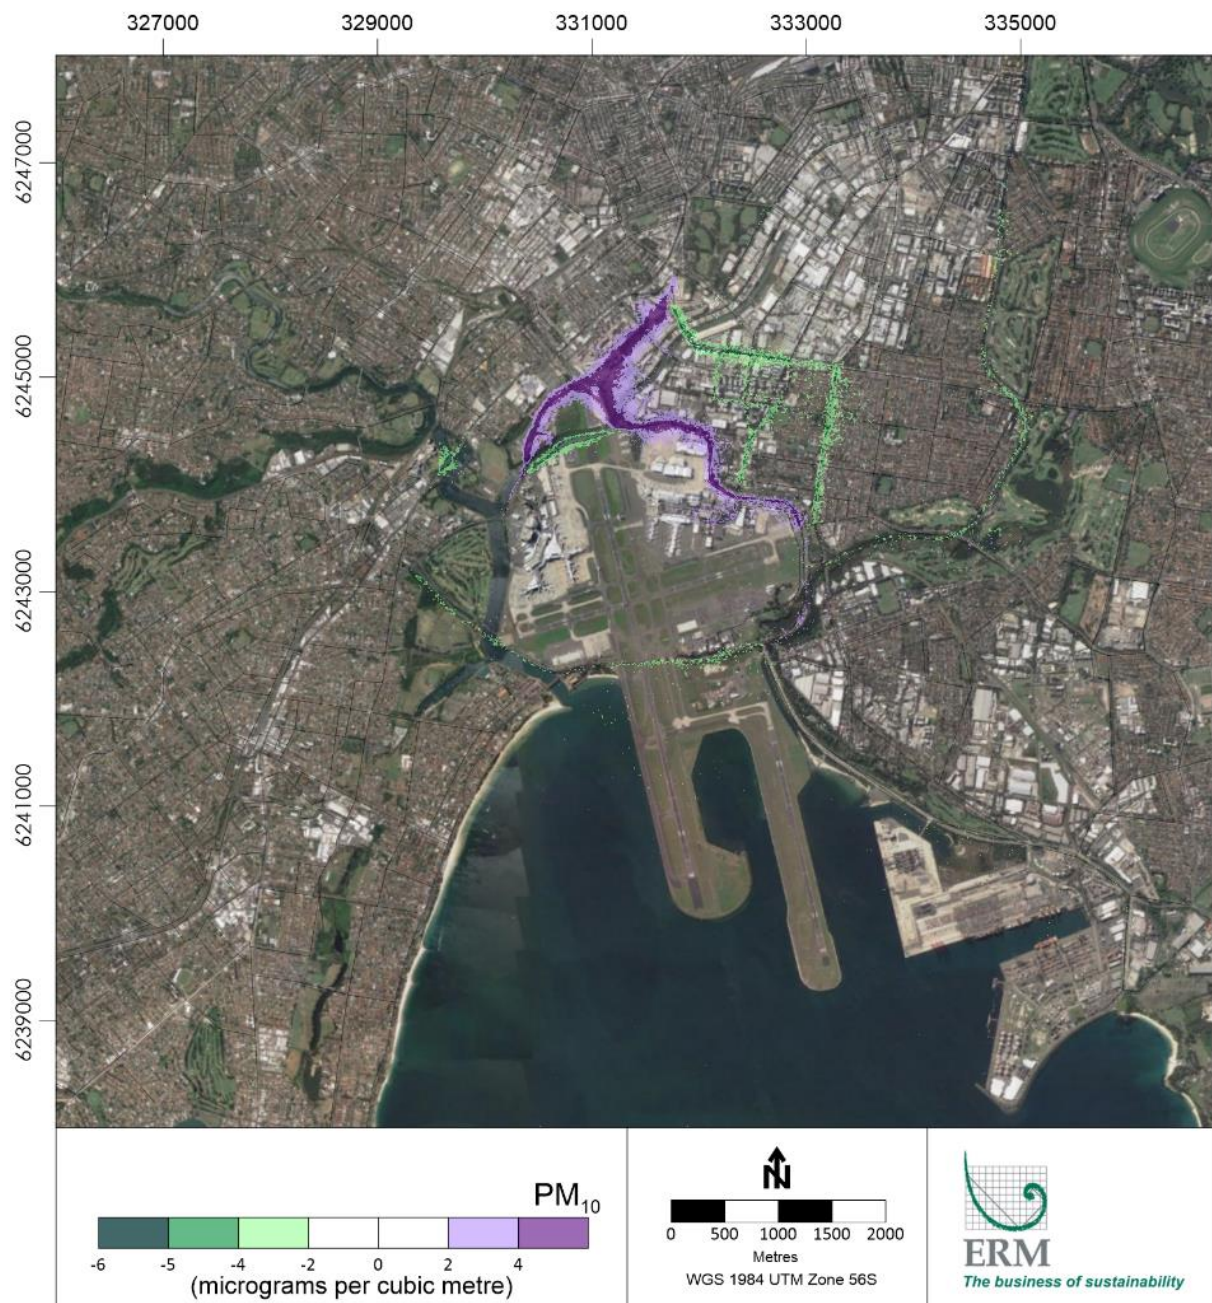 327000 329000 331000 333000 335000
6247000
6245000
6243000
6241000
6239000
PM₁₀
-6 -5 -4 -2 0 2 4
(micrograms per cubic metre)
N
0 500 1000 1500 2000
Metres
WGS 1984 UTM Zone 56S
ERM
The business of sustainability